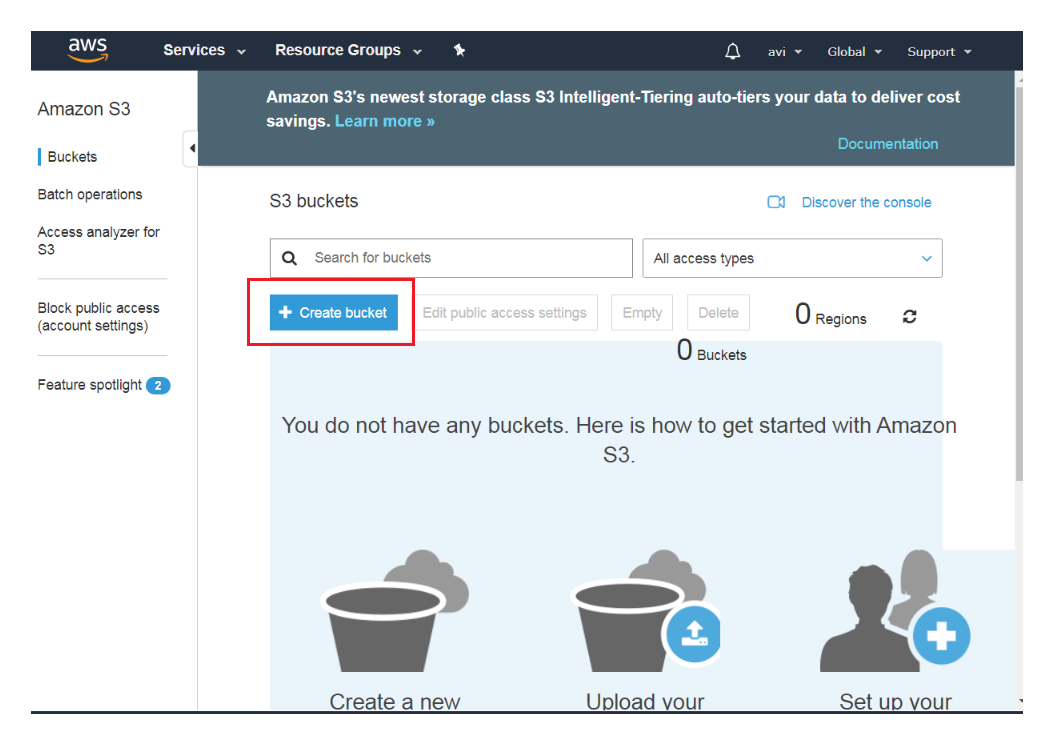 aws Services Resource Groups avi Global Support
Amazon S3
Buckets
Batch operations
Access analyzer for
S3
Block public access
(account settings)
Feature spotlight 2
Amazon S3's newest storage class S3 Intelligent-Tiering auto-tiers your data to deliver cost
savings. Learn more »
Documentation
S3 buckets
Discover the console
Search for buckets
All access types
Create bucket
Edit public access settings
Empty
Delete
0 Regions
0 Buckets
You do not have any buckets. Here is how to get started with Amazon
S3.
Create a new
Upload your
Set up your